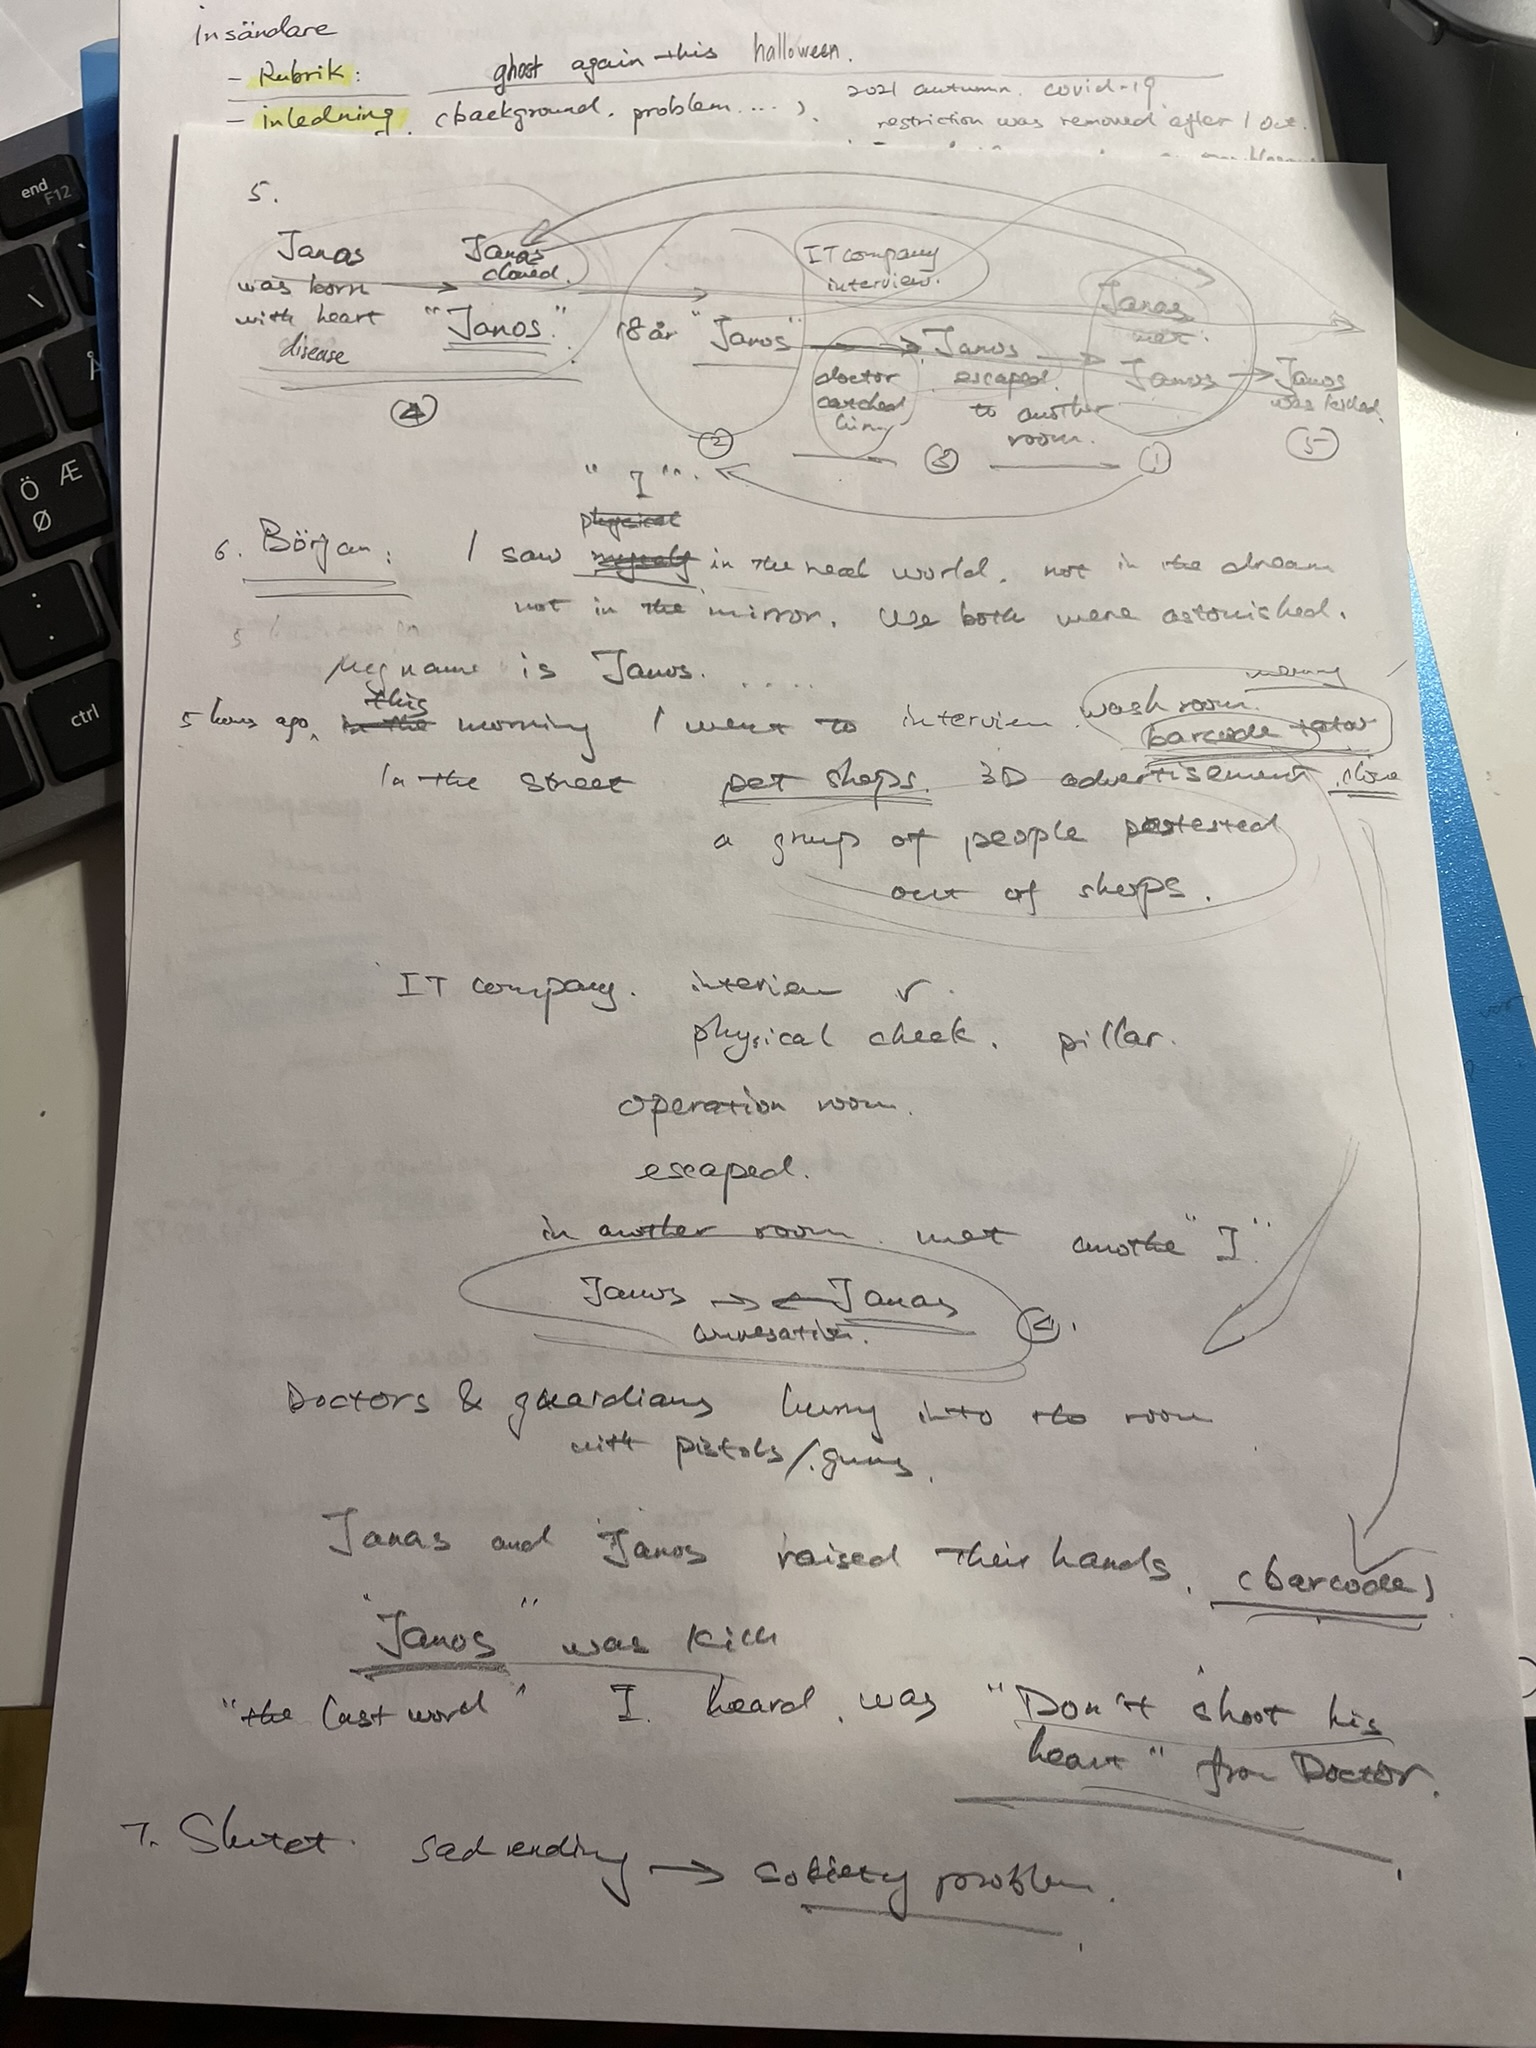 Insändare
- Rubrik: ghost again this halloween.
- inledning (background. problem .... ). 2021 autumn. covid-19
restriction was removed after 1 Oct.
5.
Janas Janas IT company
was born cloned. interview.
with heart "Janos." 18 år "Janos" Janos Janas
disease met.
doctor escaped Janos Janos
catched to another was killed
him room.
4 2 3 1 5
"I".
physical
6. Början: I saw myself in the real world. not in the dream
not in the mirror. We both were astonished.
My name is Janos. .....
this
5 hours ago, in the morning I went to interview washroom.
barcode
In the street pet shops. 3D advertisement
a group of people protested
out of shops.
IT company. interview
physical check. pillar.
operation room.
escaped.
in another room met anothe "I".
Janos → ← Janas
conversation.
Doctors & guardians hurry into the room
with pistols/guns.
Janas and Janos raised their hands. (barcode)
"Janos" was kill
"the last word" I heard was "Don't shoot his
heart" from Doctor.
7. Slutet sad ending → sobiety problem.
end
F12
Ö Æ
Ø
Å
ctrl